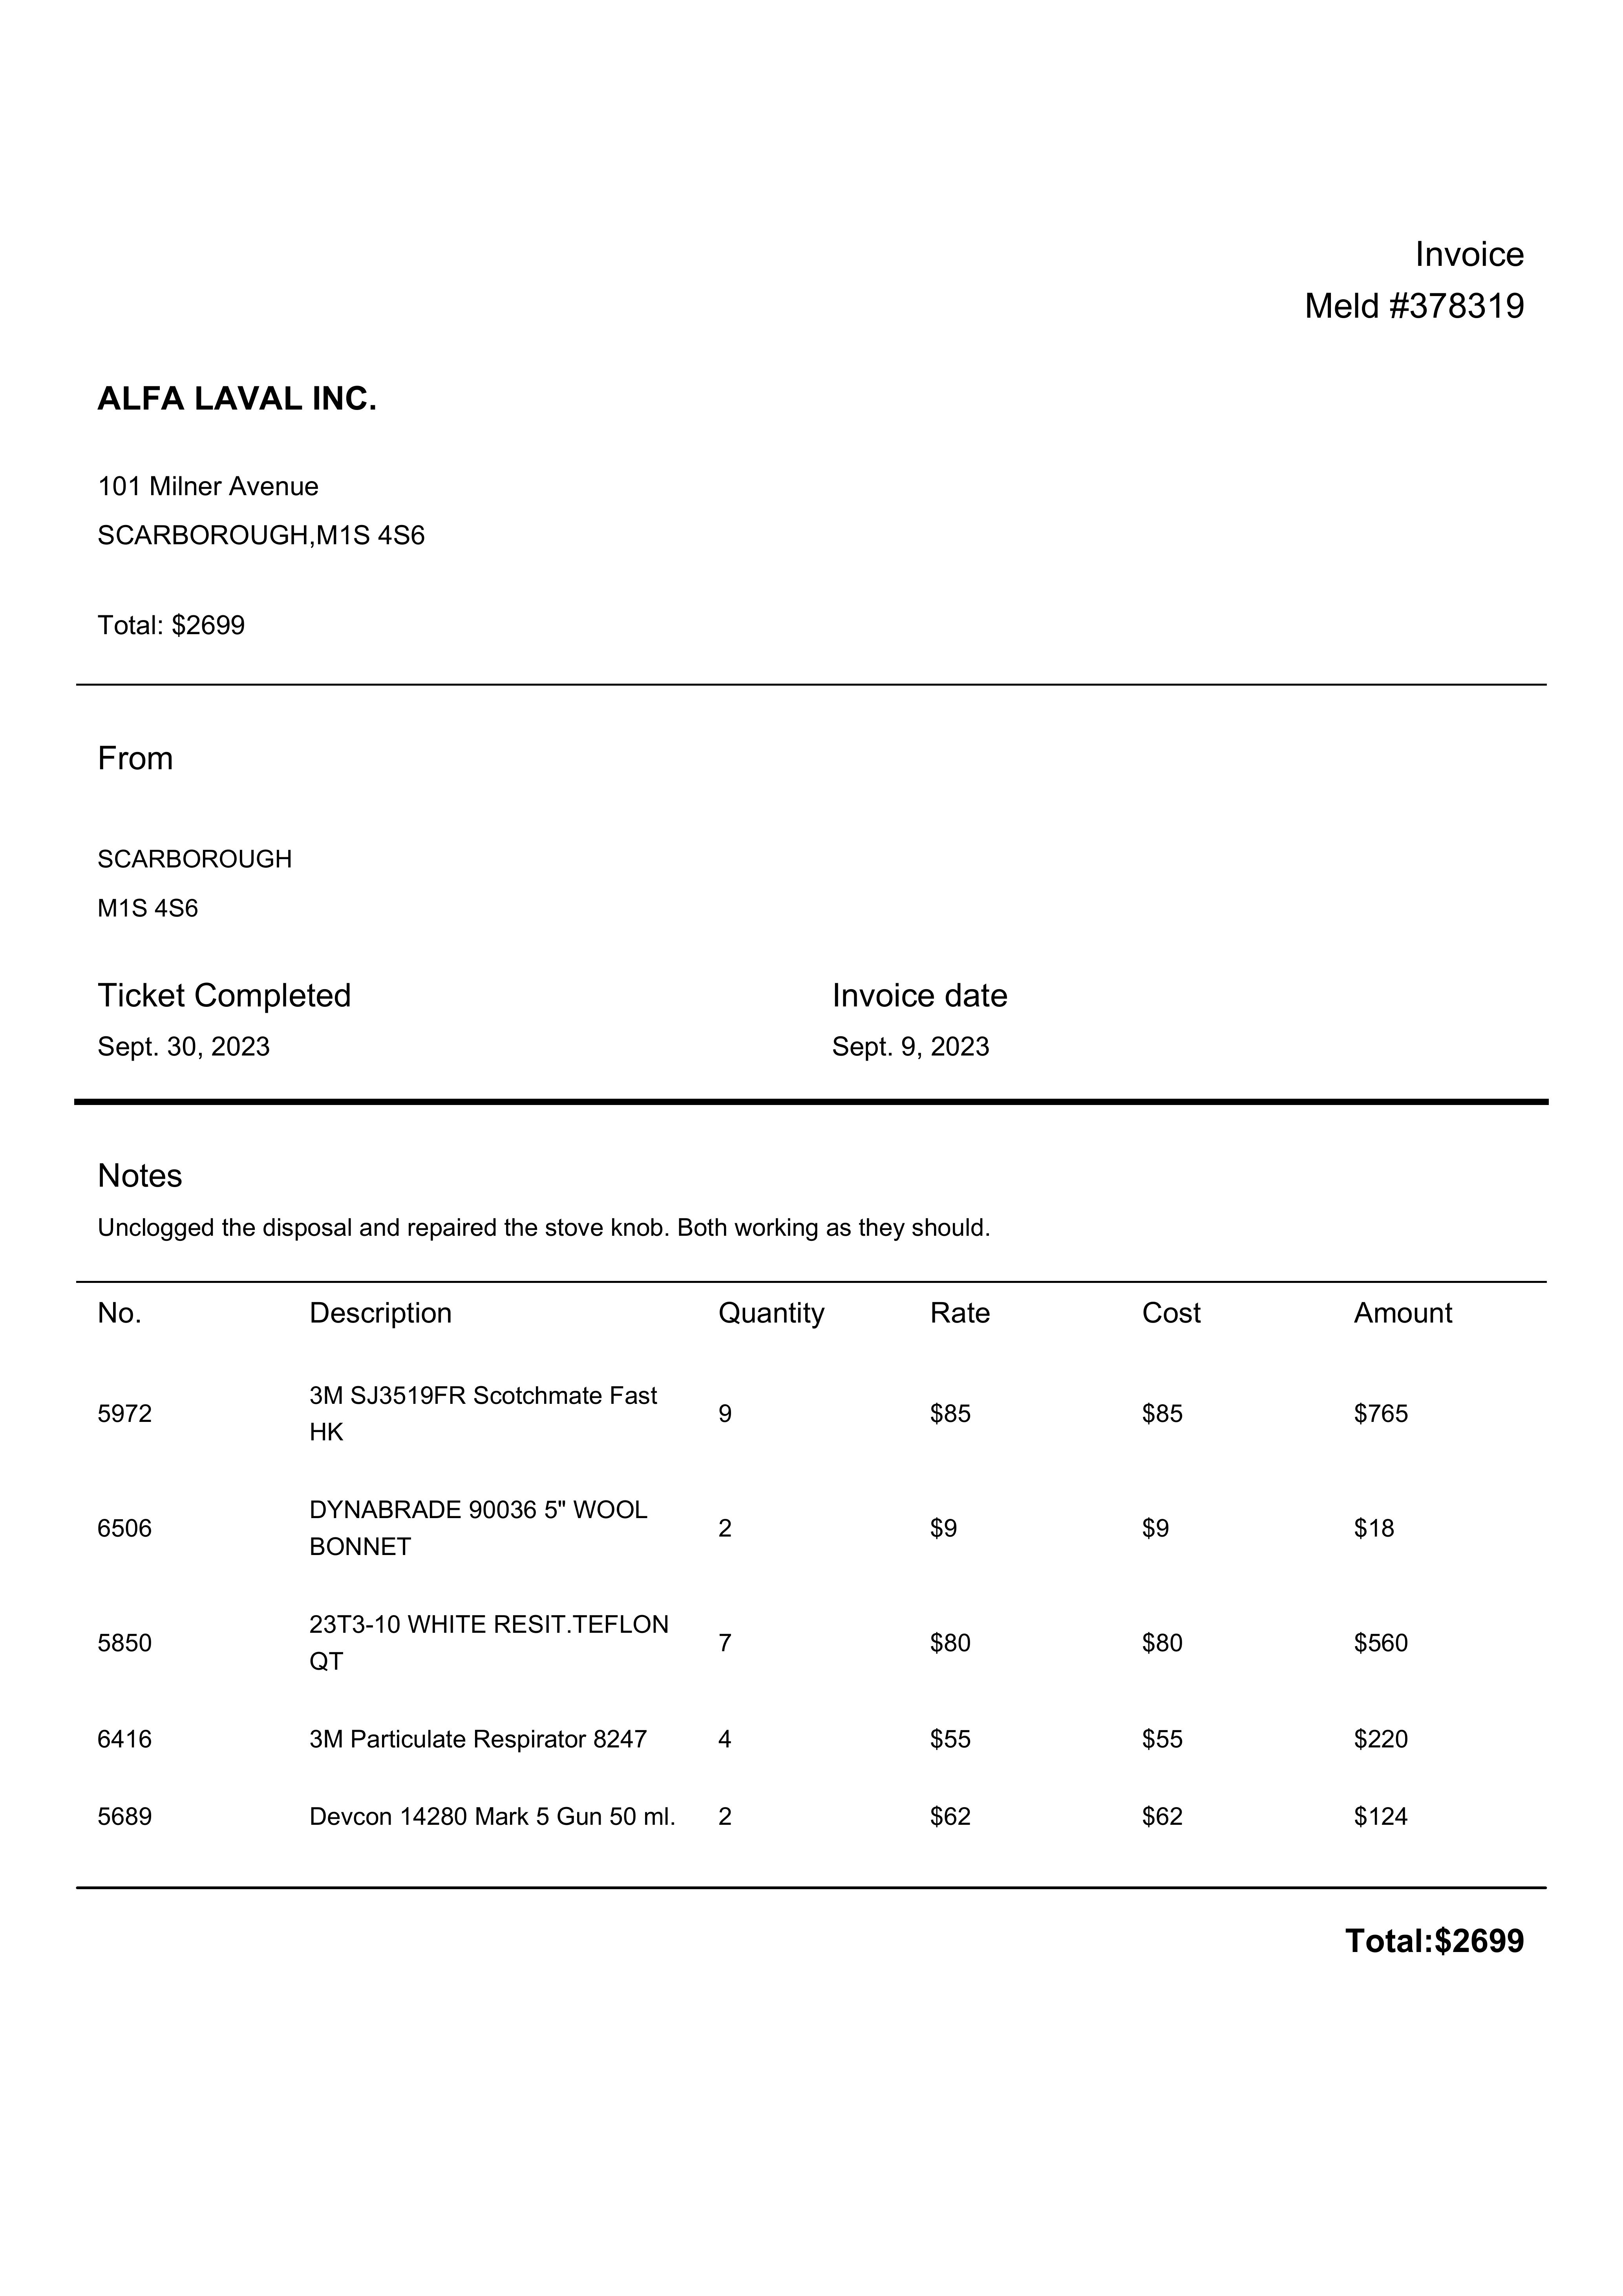 Invoice
Meld #378319
ALFA LAVAL INC.
101 Milner Avenue
SCARBOROUGH,M1S 4S6
Total: $2699
From
SCARBOROUGH
M1S 4S6
Ticket Completed Invoice date
Sept. 30, 2023 Sept. 9, 2023
Notes
Unclogged the disposal and repaired the stove knob. Both working as they should.
No. Description Quantity Rate Cost Amount
5972 3M SJ3519FR Scotchmate Fast 9 $85 $85 $765
HK
6506 DYNABRADE 90036 5" WOOL 2 $9 $9 $18
BONNET
5850 23T3-10 WHITE RESIT.TEFLON 7 $80 $80 $560
QT
6416 3M Particulate Respirator 8247 4 $55 $55 $220
5689 Devcon 14280 Mark 5 Gun 50 ml. 2 $62 $62 $124
Total:$2699